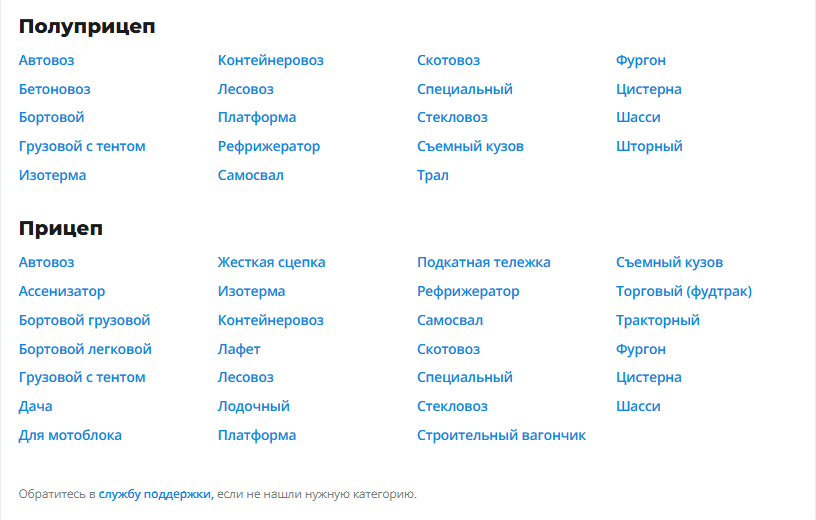 Полуприцеп
Автовоз
Бетоновоз
Бортовой
Грузовой с тентом
Изотерма
Контейнеровоз
Лесовоз
Платформа
Рефрижератор
Самосвал
Скотовоз
Специальный
Стекловоз
Съемный кузов
Трал
Фургон
Цистерна
Шасси
Шторный
Прицеп
Автовоз
Ассенизатор
Бортовой грузовой
Бортовой легковой
Грузовой с тентом
Дача
Для мотоблока
Жесткая сцепка
Изотерма
Контейнеровоз
Лафет
Лесовоз
Лодочный
Платформа
Подкатная тележка
Рефрижератор
Самосвал
Скотовоз
Специальный
Стекловоз
Строительный вагончик
Съемный кузов
Торговый (фудтрак)
Тракторный
Фургон
Цистерна
Шасси
Обратитесь в службу поддержки, если не нашли нужную категорию.